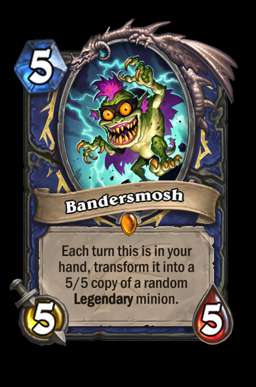 5
Bandersmosh
Each turn this is in your
hand, transform it into a
5/5 copy of a random
Legendary minion.
5
5